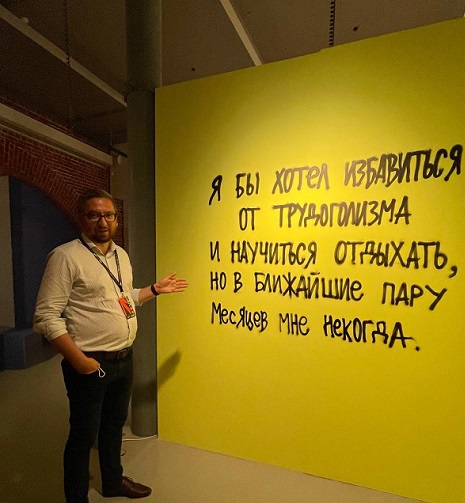 Я БЫ ХОТЕЛ ИЗБАВИТЬСЯ
ОТ ТРУДОГОЛИЗМА
И НАУЧИТЬСЯ ОТДЫХАТЬ,
НО В БЛИЖАЙШИЕ ПАРУ
МЕСЯЦЕВ МНЕ НЕКОГДА.